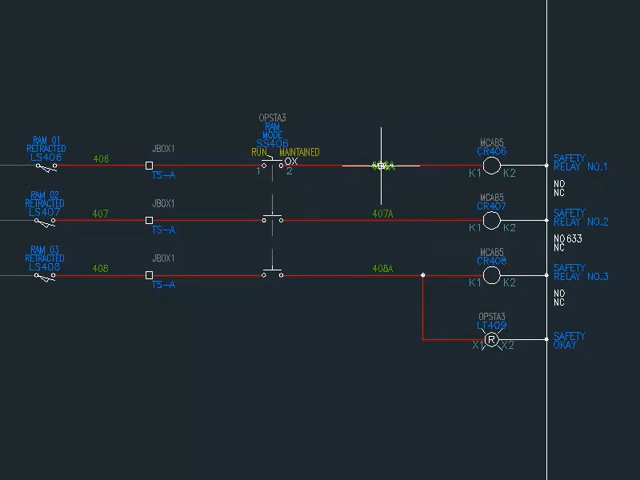 OPSTA3
RAM
MODE
SS406
RUN MAINTAINED
OX
1 2
RAM 01
RETRACTED
LS406
406
JBOX1
TS-A
MCAB5
CR406
K1 K2
SAFETY
RELAY NO.1
NO
NC
RAM 02
RETRACTED
LS407
407
JBOX1
TS-A
407A
MCAB5
CR407
K1 K2
SAFETY
RELAY NO.2
NO 633
NC
RAM 03
RETRACTED
LS408
408
JBOX1
TS-A
408A
MCAB5
CR408
K1 K2
SAFETY
RELAY NO.3
NO
NC
OPSTA3
LT409
X1 R X2
SAFETY
OKAY